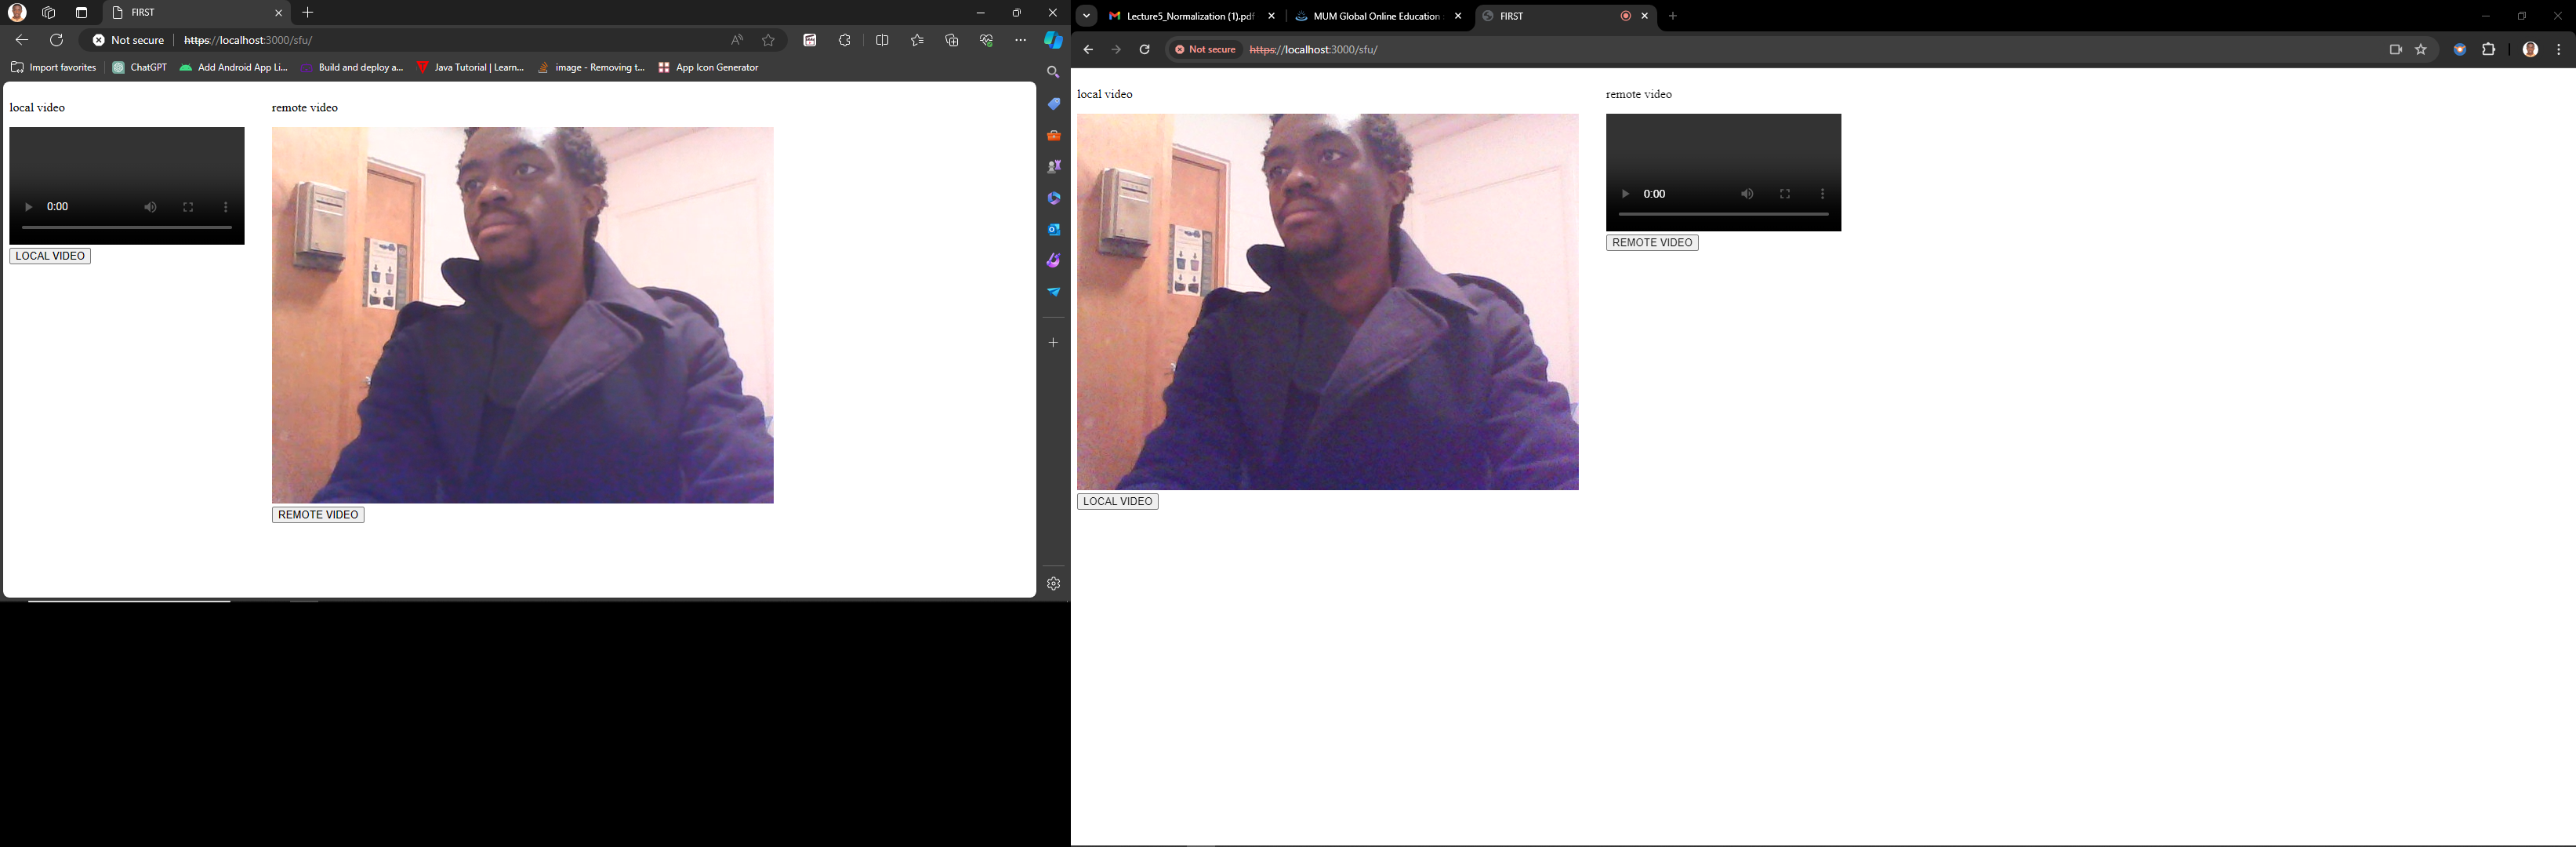 FIRST
Not secure https://localhost:3000/sfu/
Import favorites ChatGPT Add Android App Li... Build and deploy a... Java Tutorial | Learn... image - Removing t... App Icon Generator
local video remote video
0:00
LOCAL VIDEO
REMOTE VIDEO
Lecture5_Normalization (1).pdf MUM Global Online Education FIRST
Not secure https://localhost:3000/sfu/
local video remote video
0:00
REMOTE VIDEO
LOCAL VIDEO